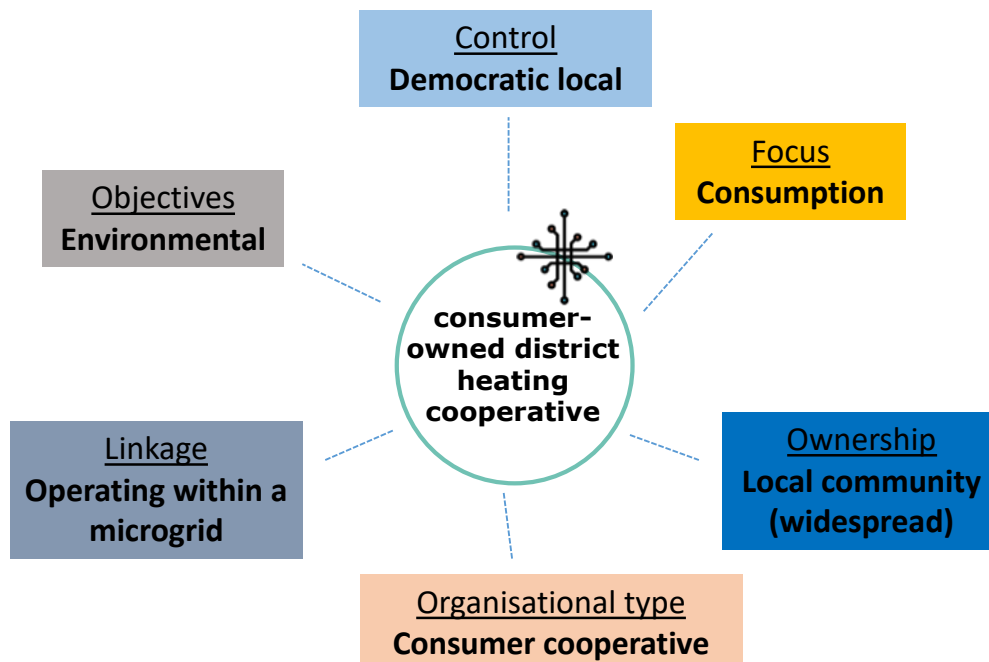 Control
Democratic local
Focus
Consumption
Objectives
Environmental
consumer-
owned district
heating
cooperative
Linkage
Operating within a
microgrid
Ownership
Local community
(widespread)
Organisational type
Consumer cooperative